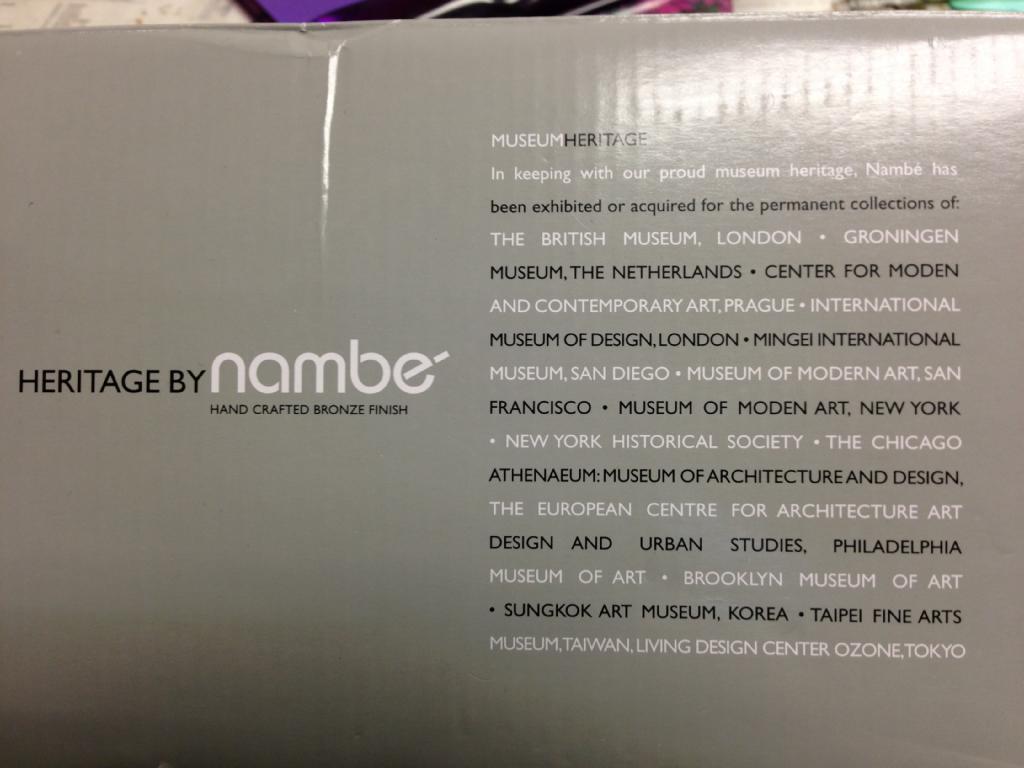 HERITAGE BY nambé
HAND CRAFTED BRONZE FINISH
MUSEUMHERITAGE
In keeping with our proud museum heritage, Nambé has
been exhibited or acquired for the permanent collections of:
THE BRITISH MUSEUM, LONDON • GRONINGEN
MUSEUM, THE NETHERLANDS • CENTER FOR MODEN
AND CONTEMPORARY ART, PRAGUE • INTERNATIONAL
MUSEUM OF DESIGN, LONDON • MINGEI INTERNATIONAL
MUSEUM, SAN DIEGO • MUSEUM OF MODERN ART, SAN
FRANCISCO • MUSEUM OF MODEN ART, NEW YORK
• NEW YORK HISTORICAL SOCIETY • THE CHICAGO
ATHENAEUM: MUSEUM OF ARCHITECTURE AND DESIGN,
THE EUROPEAN CENTRE FOR ARCHITECTURE ART
DESIGN AND URBAN STUDIES, PHILADELPHIA
MUSEUM OF ART • BROOKLYN MUSEUM OF ART
• SUNGKOK ART MUSEUM, KOREA • TAIPEI FINE ARTS
MUSEUM, TAIWAN, LIVING DESIGN CENTER OZONE, TOKYO